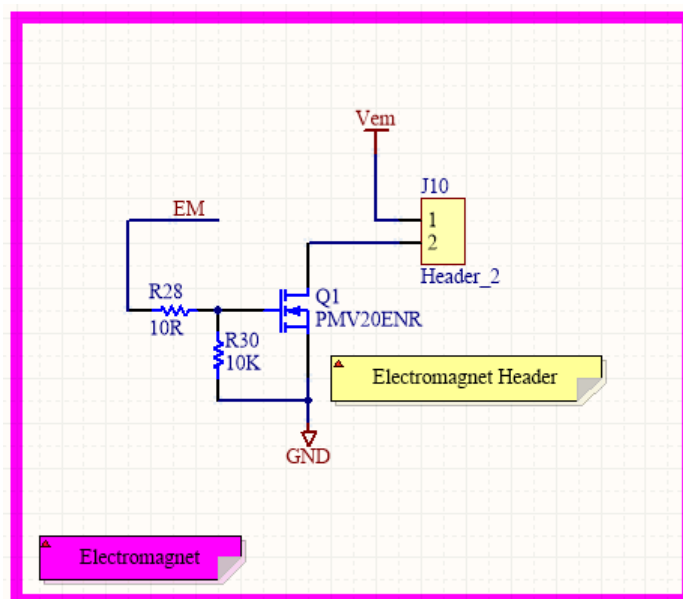 Vem
J10
EM
1
2
Header_2
R28
10R
Q1
PMV20ENR
R30
10K
Electromagnet Header
GND
Electromagnet